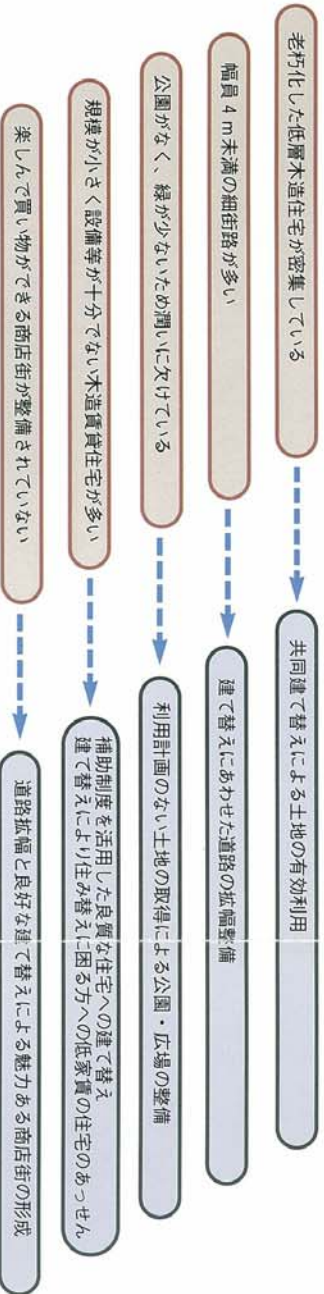 老朽化した低層木造住宅が密集している
共同建て替えによる土地の有効利用
幅員4m未満の細街路が多い
建て替えにあわせた道路の拡幅整備
公園がなく、緑が少ないため潤いに欠けている
利用計画のない土地の取得による公園・広場の整備
規模が小さく設備等が十分でない木造賃貸住宅が多い
補助制度を活用した良質な住宅への建て替え
建て替えにより住み替えに困る方への低家賃の住宅のあっせん
楽しんで買い物ができる商店街が整備されていない
道路拡幅と良好な建て替えによる魅力ある商店街の形成